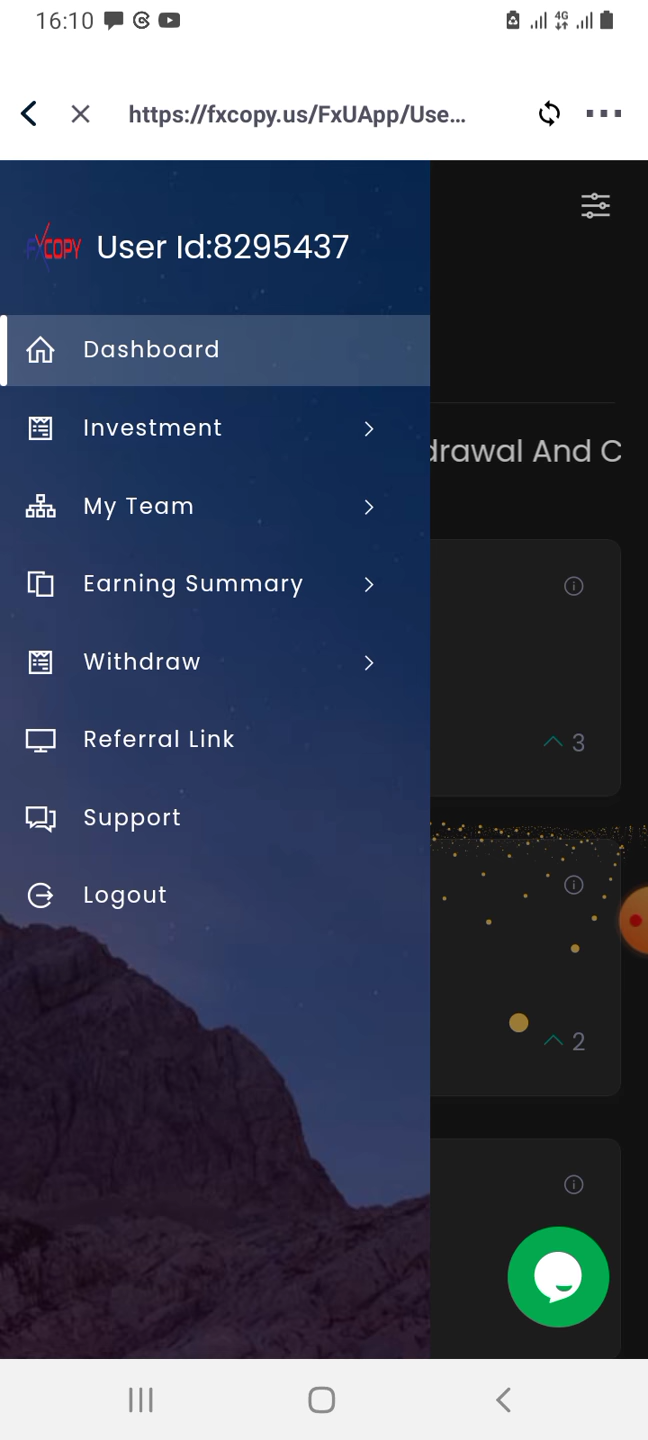 16:10
4G
https://fxcopy.us/FxUApp/Use...
FXCOPY
User Id:8295437
Dashboard
Investment
drawal And C
My Team
Earning Summary
Withdraw
Referral Link
3
Support
Logout
2